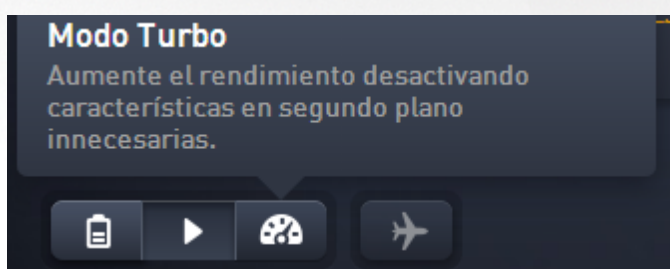 Modo Turbo
Aumente el rendimiento desactivando
características en segundo plano
innecesarias.